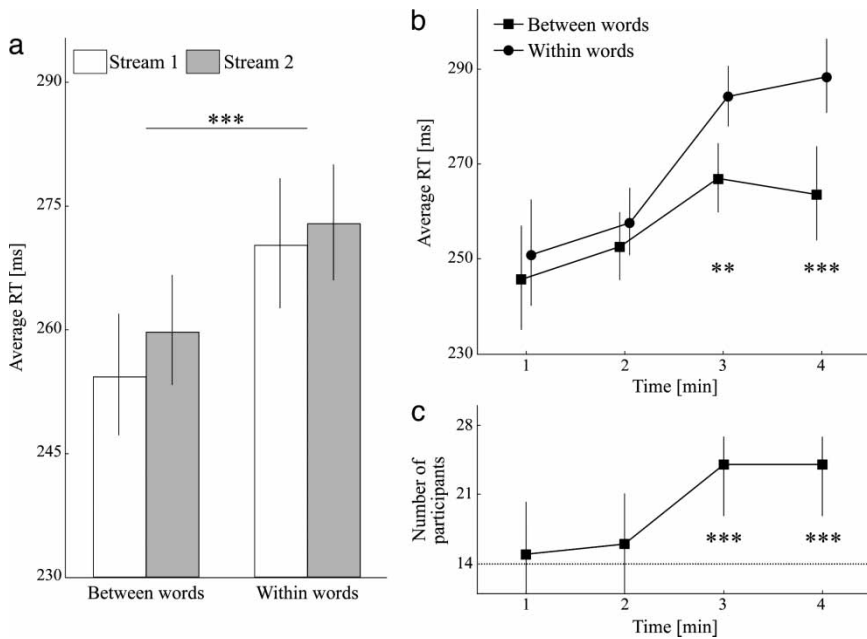 a
Stream 1
Stream 2
***
Average RT [ms]
290
275
260
245
230
Between words
Within words
b
Between words
Within words
Average RT [ms]
290
270
250
230
**
***
1
2
3
4
Time [min]
c
Number of
participants
28
21
14
***
***
1
2
3
4
Time [min]